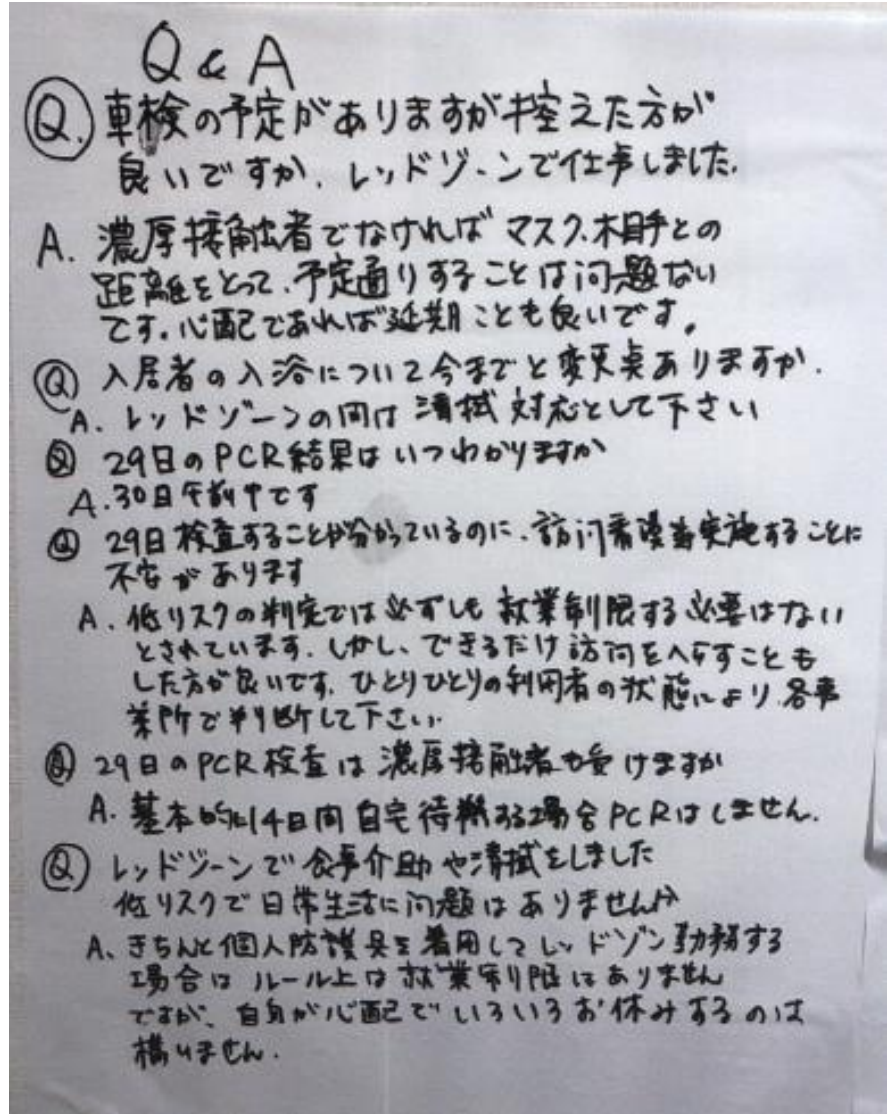 Q & A
Q. 車検の予定がありますが控えた方が
良いですか、レッドゾーンで仕事しました.
A. 濃厚接触者でなければマスク、相手との
距離をとって、予定通りすることは问題ない
です。心配であれば延期ことも良いです。
Q 入居者の入浴について今までと変更点ありますか.
A. レッドゾーンの间は清拭対応として下さい
Q 29日のPCR結果はいつわかりますか
A. 30日午前中です
Q 29日検査することが分かっているのに、訪问看護等実施することに
不安があります
A. 低リスクの判定では必ずしも就業制限する必要はない
とされています. しかし、できるだけ訪问をへらすことも
した方が良いです. ひとりひとりの利用者の状態により、各事
業所で判断して下さい.
Q 29日のPCR検査は濃厚接触者も受けますか
A. 基本的に14日间自宅待機する場合PCRはしません.
Q レッドゾーンで食事介助や清拭をしました
低リスクで日常生活に问題はありませんか
A. きちんと個人防護具を着用してレッドゾン勤務する
場合はルール上は就業制限はありません
ですが、自身が心配でいろいろお休みするのは
構いません.